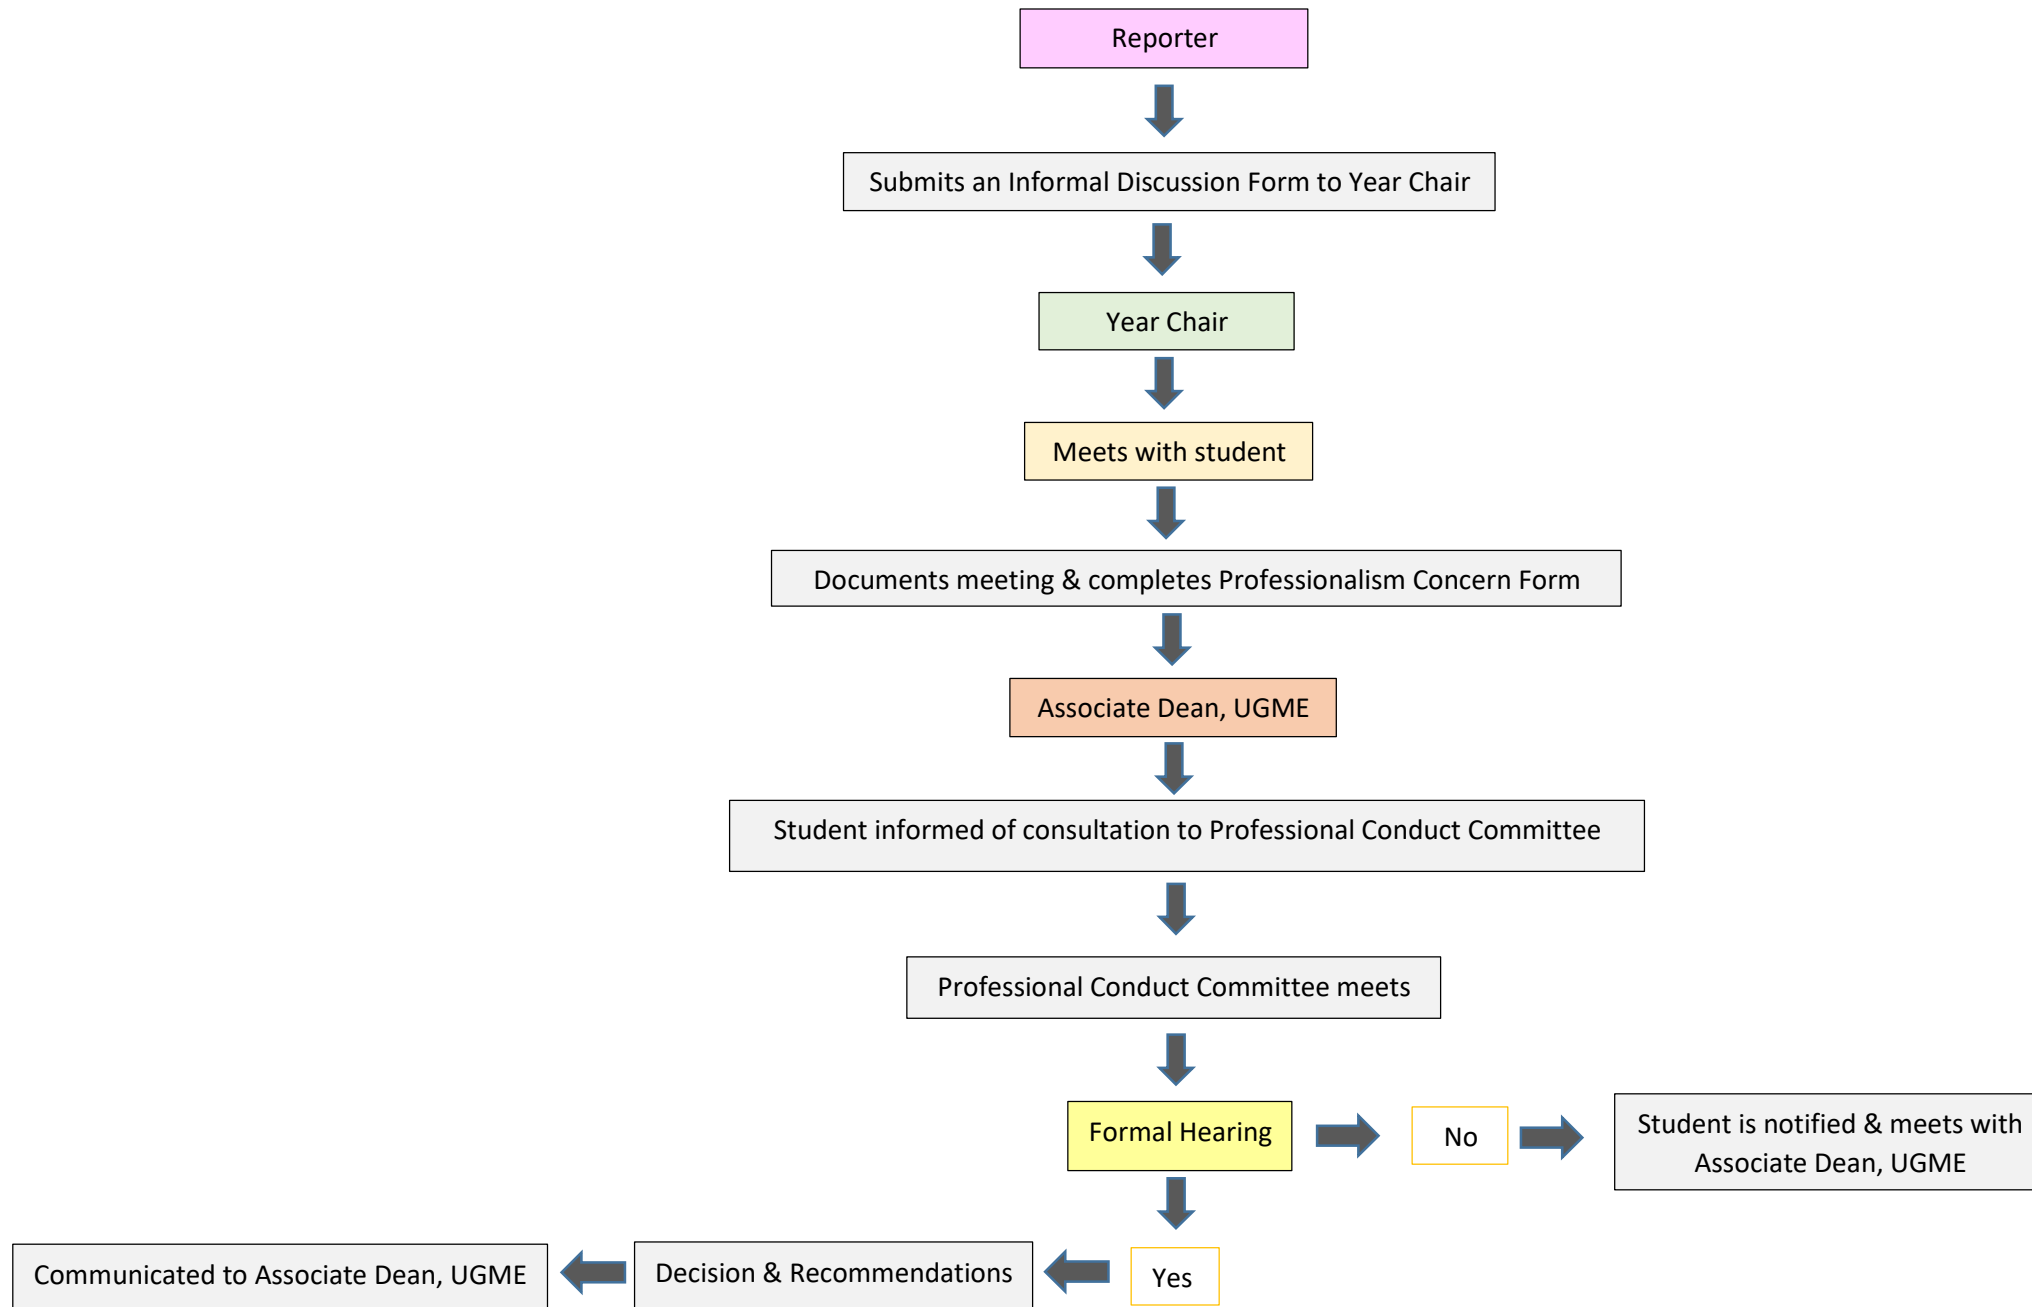 Reporter
Submits an Informal Discussion Form to Year Chair
Year Chair
Meets with student
Documents meeting & completes Professionalism Concern Form
Associate Dean, UGME
Student informed of consultation to Professional Conduct Committee
Professional Conduct Committee meets
Formal Hearing
No
Student is notified & meets with
Associate Dean, UGME
Yes
Decision & Recommendations
Communicated to Associate Dean, UGME